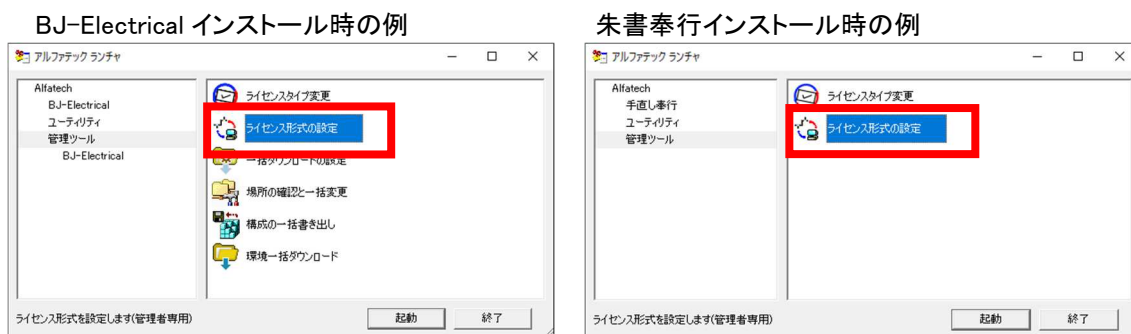 BJ-Electrical インストール時の例
アルファテック ランチャ
Alfatech
BJ-Electrical
ユーティリティ
管理ツール
BJ-Electrical
ライセンスタイプ変更
ライセンス形式の設定
一括ダウンロードの設定
場所の確認と一括変更
構成の一括書き出し
環境一括ダウンロード
ライセンス形式を設定します(管理者専用)
起動
終了
朱書奉行インストール時の例
アルファテック ランチャ
Alfatech
手直し奉行
ユーティリティ
管理ツール
ライセンスタイプ変更
ライセンス形式の設定
ライセンス形式を設定します(管理者専用)
起動
終了